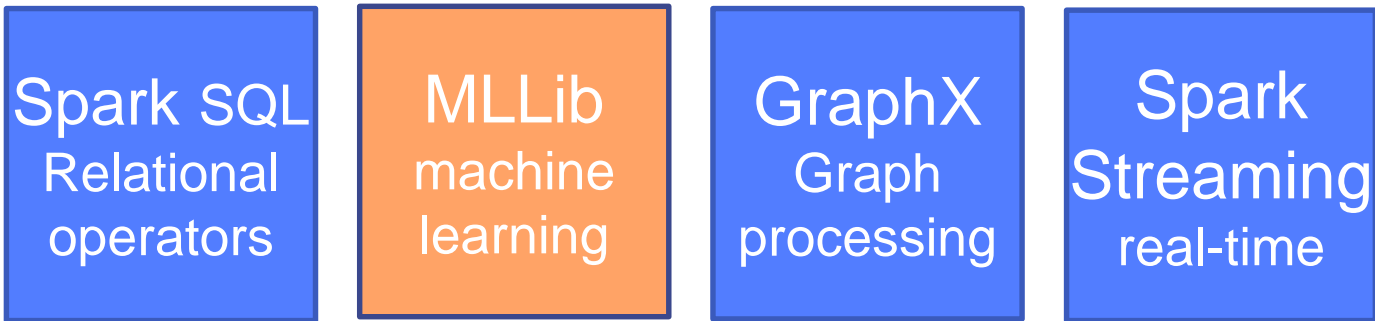 Spark SQL
Relational
operators
MLLib
machine
learning
GraphX
Graph
processing
Spark
Streaming
real-time